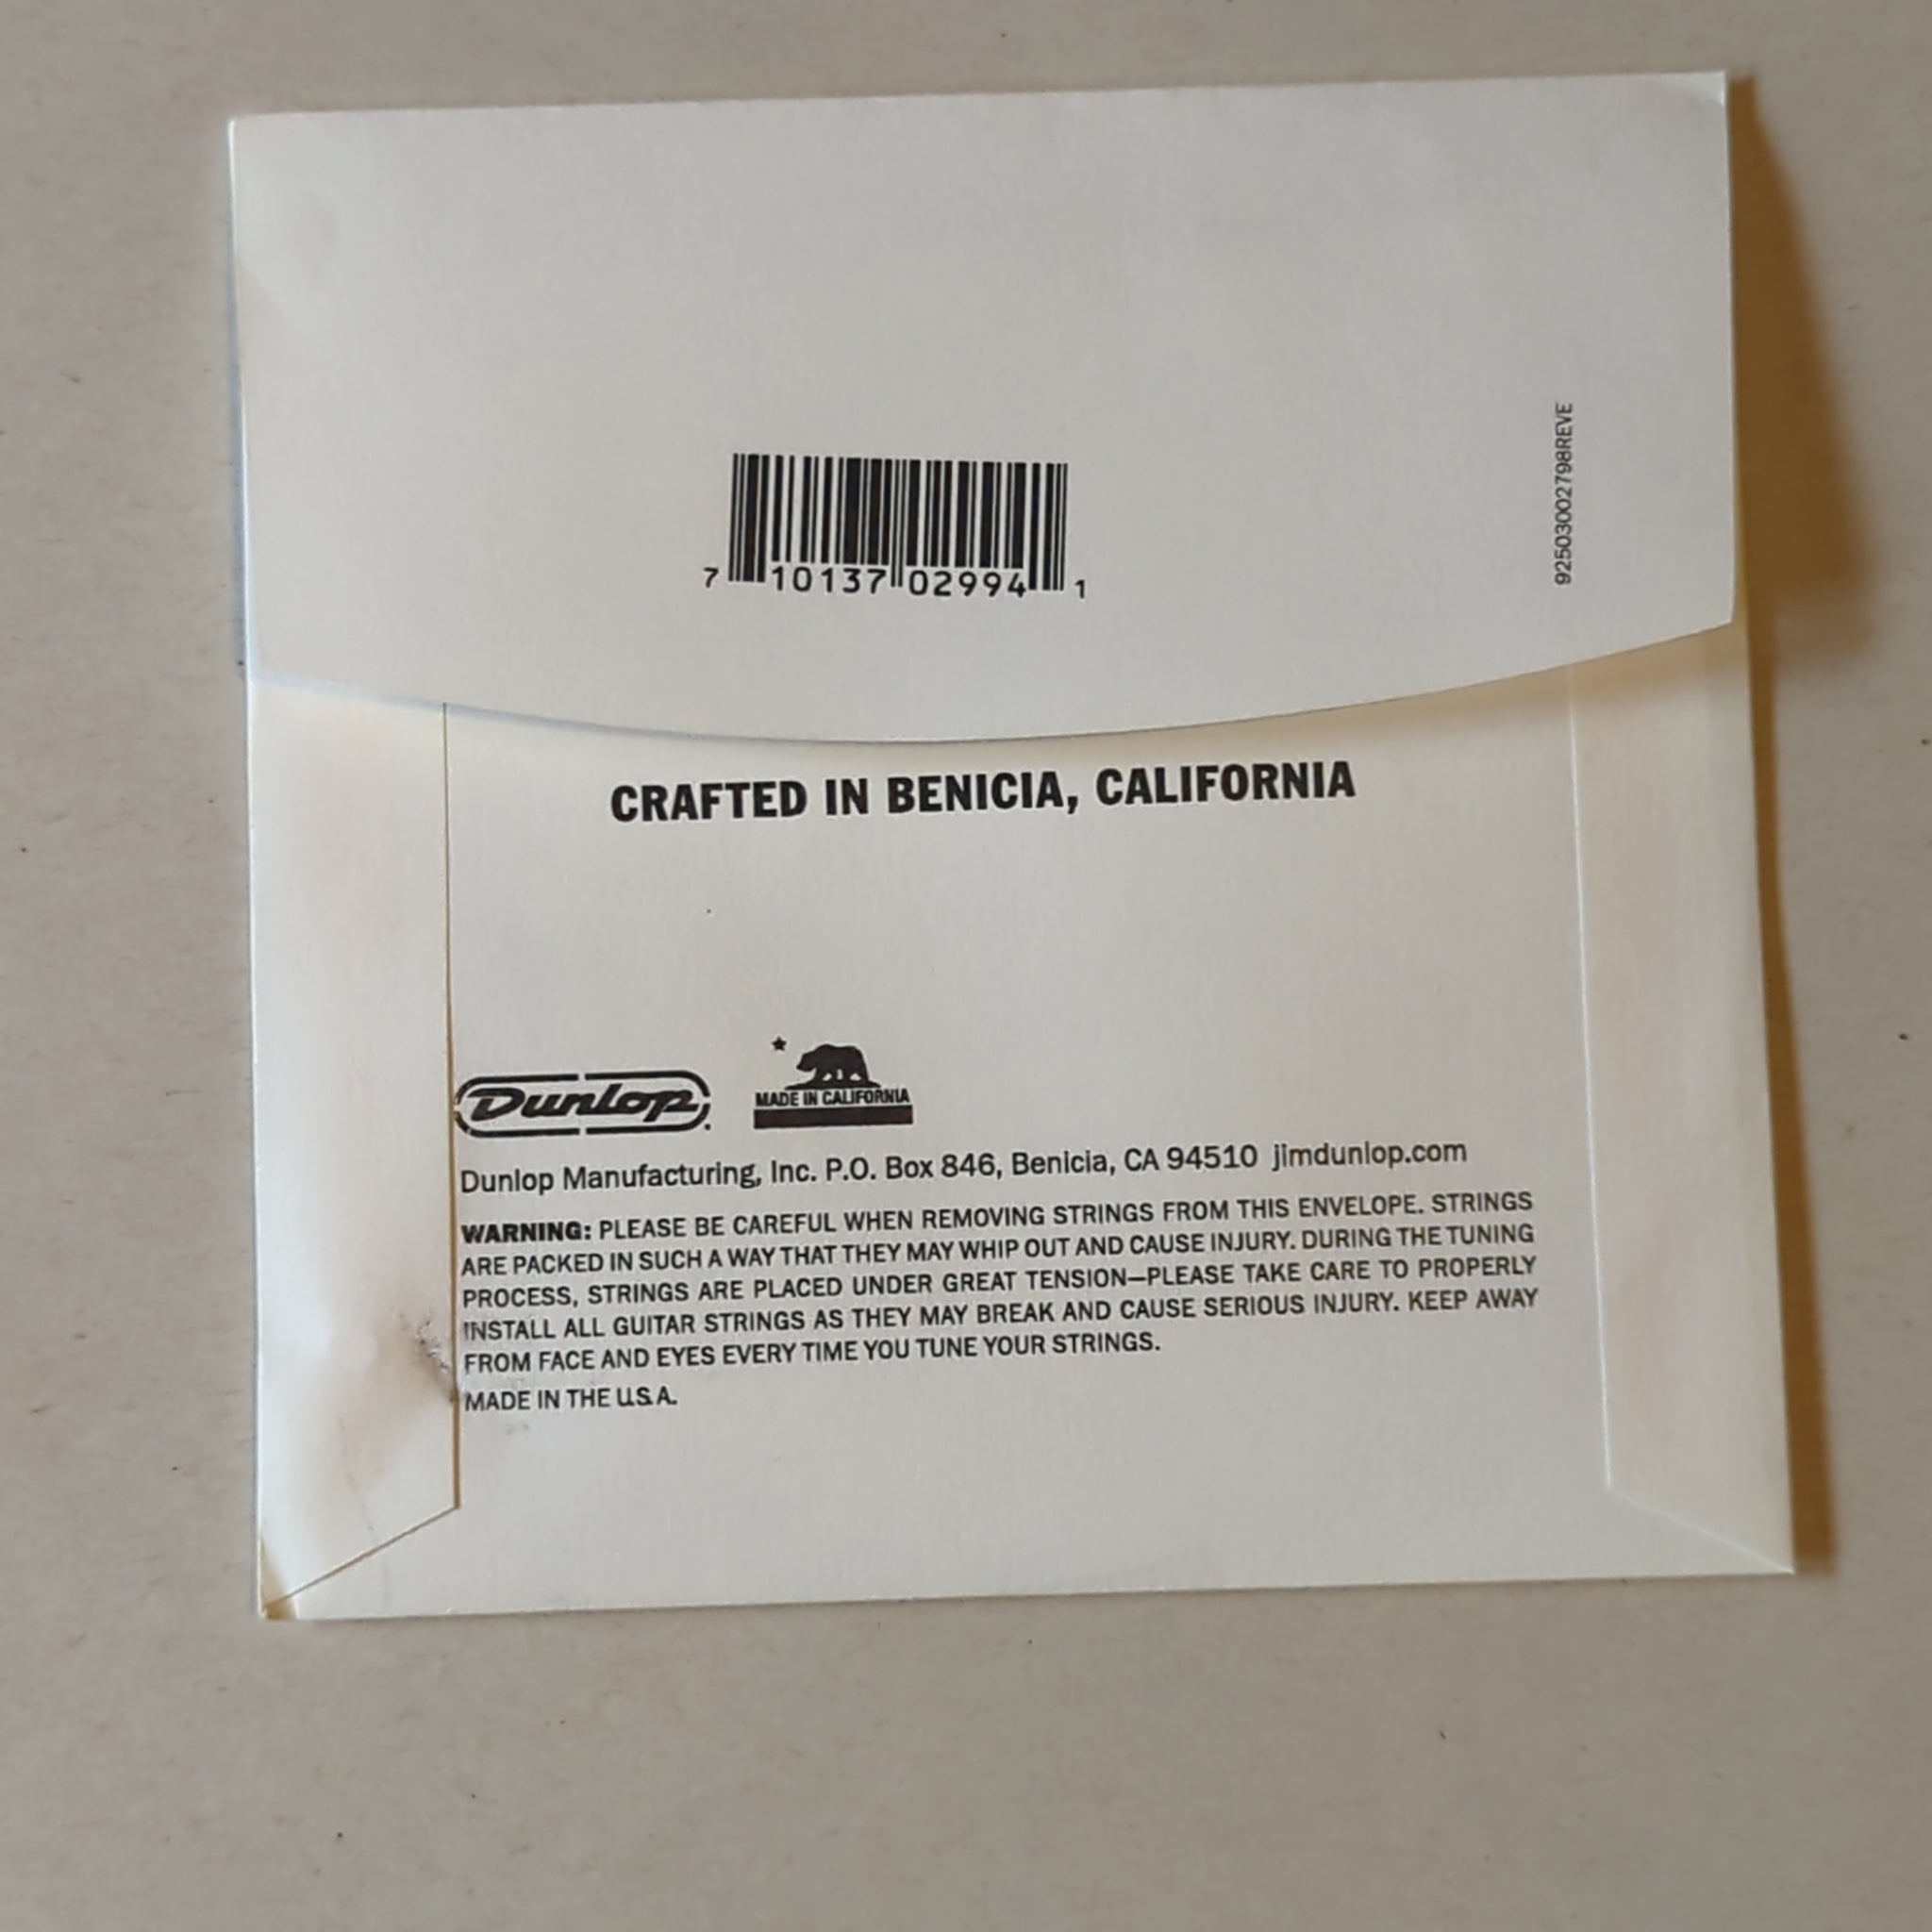 7 10137 02994 1
92503002798REVE
CRAFTED IN BENICIA, CALIFORNIA
Dunlop
MADE IN CALIFORNIA
Dunlop Manufacturing, Inc. P.O. Box 846, Benicia, CA 94510 jimdunlop.com
WARNING: PLEASE BE CAREFUL WHEN REMOVING STRINGS FROM THIS ENVELOPE. STRINGS
ARE PACKED IN SUCH A WAY THAT THEY MAY WHIP OUT AND CAUSE INJURY. DURING THE TUNING
PROCESS, STRINGS ARE PLACED UNDER GREAT TENSION—PLEASE TAKE CARE TO PROPERLY
INSTALL ALL GUITAR STRINGS AS THEY MAY BREAK AND CAUSE SERIOUS INJURY. KEEP AWAY
FROM FACE AND EYES EVERY TIME YOU TUNE YOUR STRINGS.
MADE IN THE U.S.A.